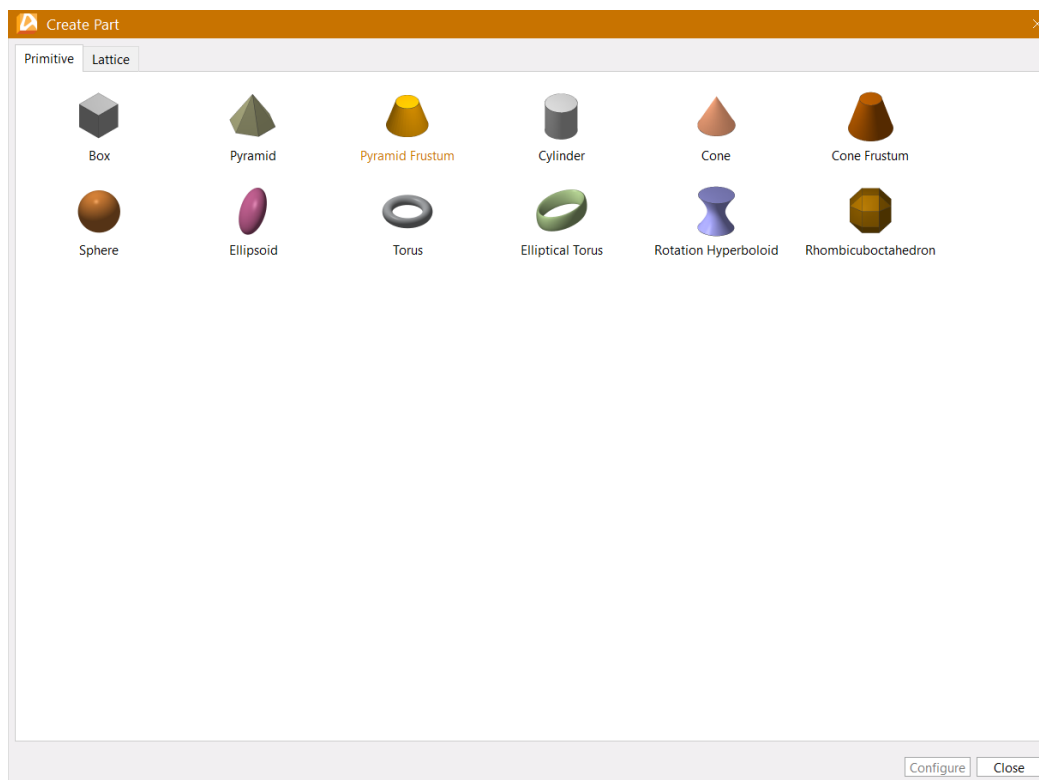 Create Part
Primitive Lattice
Box Pyramid Pyramid Frustum Cylinder Cone Cone Frustum
Sphere Ellipsoid Torus Elliptical Torus Rotation Hyperboloid Rhombicuboctahedron
Configure Close